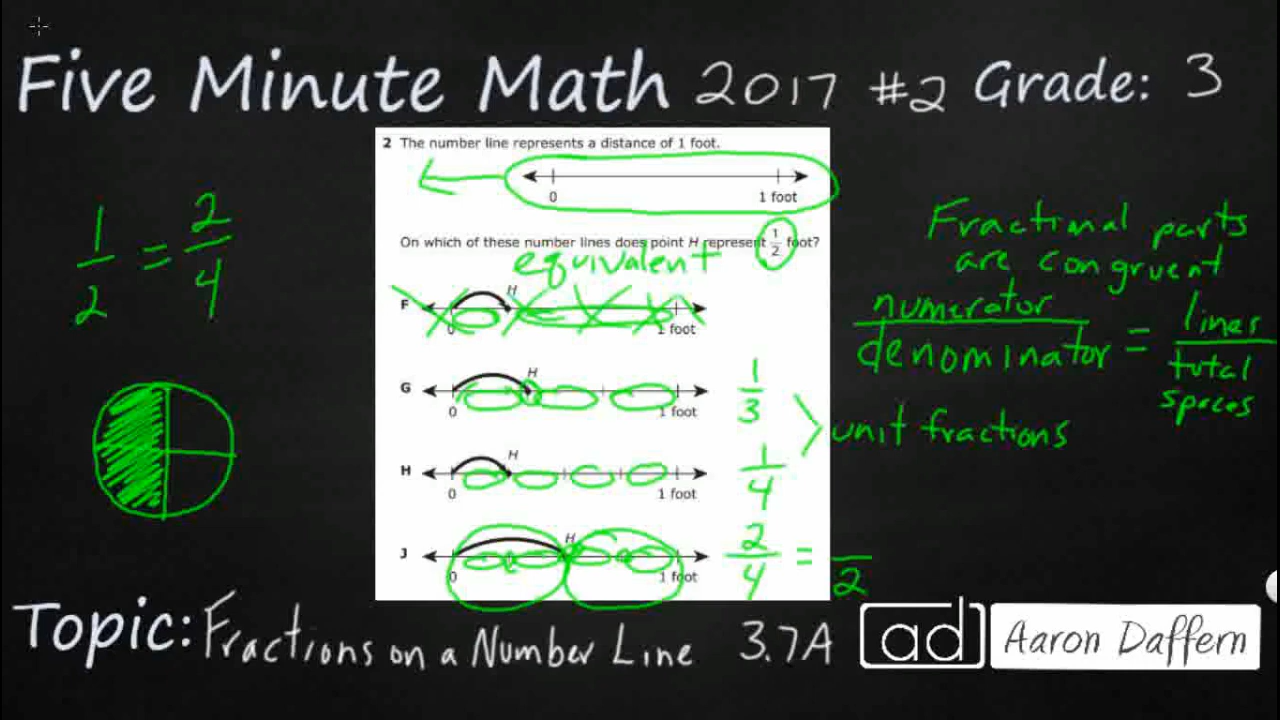 Five Minute Math 2017 #2 Grade: 3
2 The number line represents a distance of 1 foot.
0 1 foot
On which of these number lines does point H represent 1/2 foot?
equivalent
1/2 = 2/4
F H
0 1 foot
G H
0 1 foot
1/3
H H
0 1 foot
1/4
J H
0 1 foot
2/4 = /2
Fractional parts
are congruent
numerator/denominator = lines/total spaces
unit fractions
Topic: Fractions on a Number Line 3.7A
ad Aaron Daffern